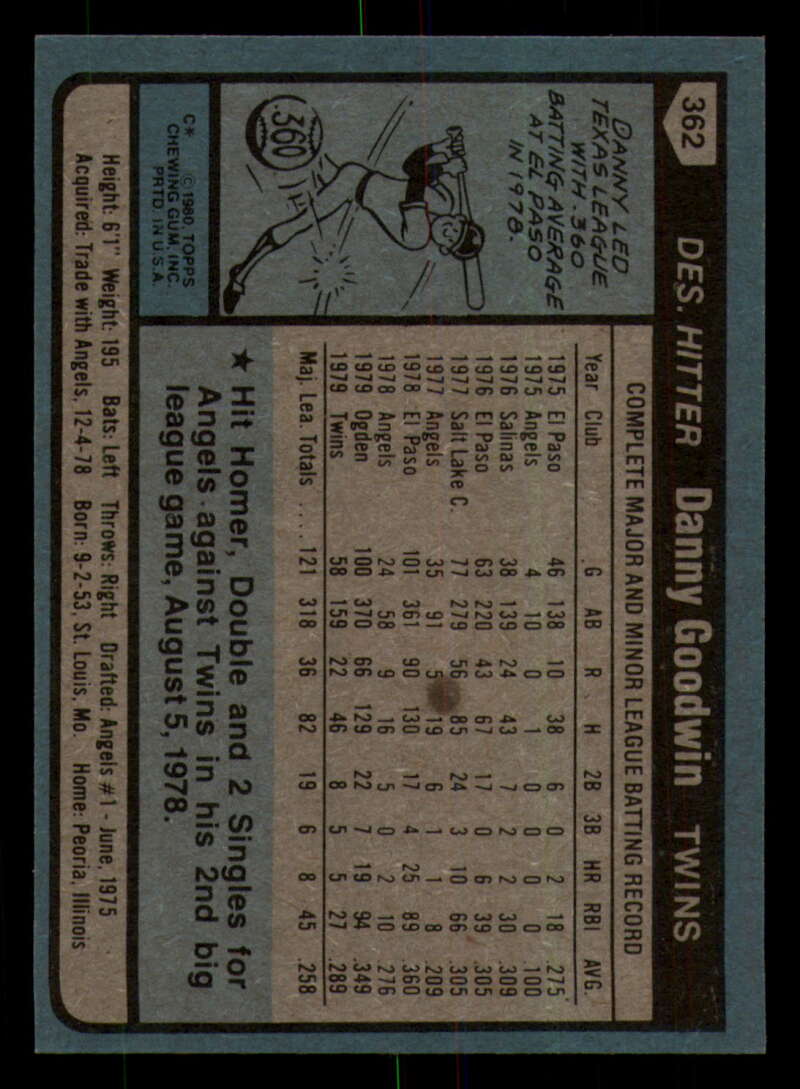 362
DES. HITTER Danny Goodwin TWINS
DANNY LED
TEXAS LEAGUE
WITH .360
BATTING AVERAGE
AT EL PASO
IN 1978.
.360
C* © 1980 TOPPS
CHEWING GUM, INC.
PRTD. IN U.S.A.
COMPLETE MAJOR AND MINOR LEAGUE BATTING RECORD
Year Club G AB R H 2B 3B HR RBI AVG.
1975 El Paso 46 138 10 38 6 0 2 18 .275
1975 Angels 4 10 0 1 0 0 0 0 .100
1976 Salinas 38 139 24 43 7 2 2 30 .309
1976 El Paso 63 220 43 67 17 0 6 39 .305
1977 Salt Lake C. 77 279 56 85 24 3 10 66 .305
1977 Angels 35 91 5 19 6 1 1 8 .209
1978 El Paso 101 361 90 130 17 4 25 89 .360
1978 Angels 24 58 9 16 5 0 2 10 .276
1979 Ogden 100 370 66 129 22 7 19 94 .349
1979 Twins 58 159 22 46 8 5 5 27 .289
Maj. Lea. Totals .... 121 318 36 82 19 6 8 45 .258
★ Hit Homer, Double and 2 Singles for
Angels against Twins in his 2nd big
league game, August 5, 1978.
Height: 6'1" Weight: 195 Bats: Left Throws: Right Drafted: Angels #1 - June, 1975
Acquired: Trade with Angels, 12-4-78 Born: 9-2-53, St. Louis, Mo. Home: Peoria, Illinois